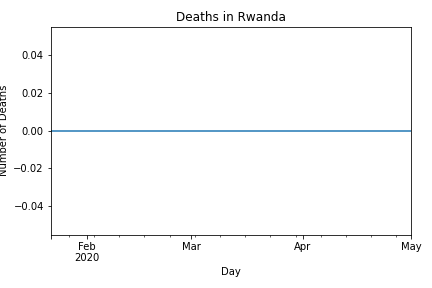 Deaths in Rwanda
Number of Deaths
0.04
0.02
0.00
−0.02
−0.04
Feb
2020
Mar
Apr
May
Day